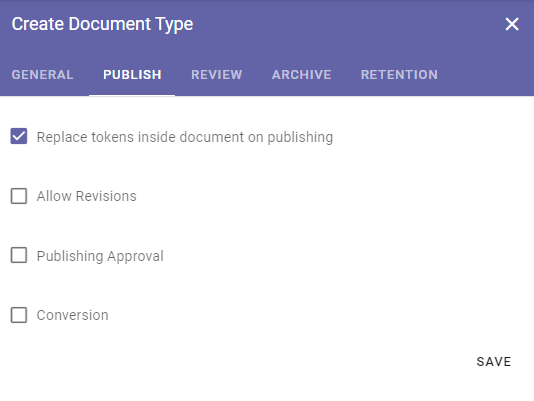 Create Document Type
GENERAL PUBLISH REVIEW ARCHIVE RETENTION
Replace tokens inside document on publishing
Allow Revisions
Publishing Approval
Conversion
SAVE